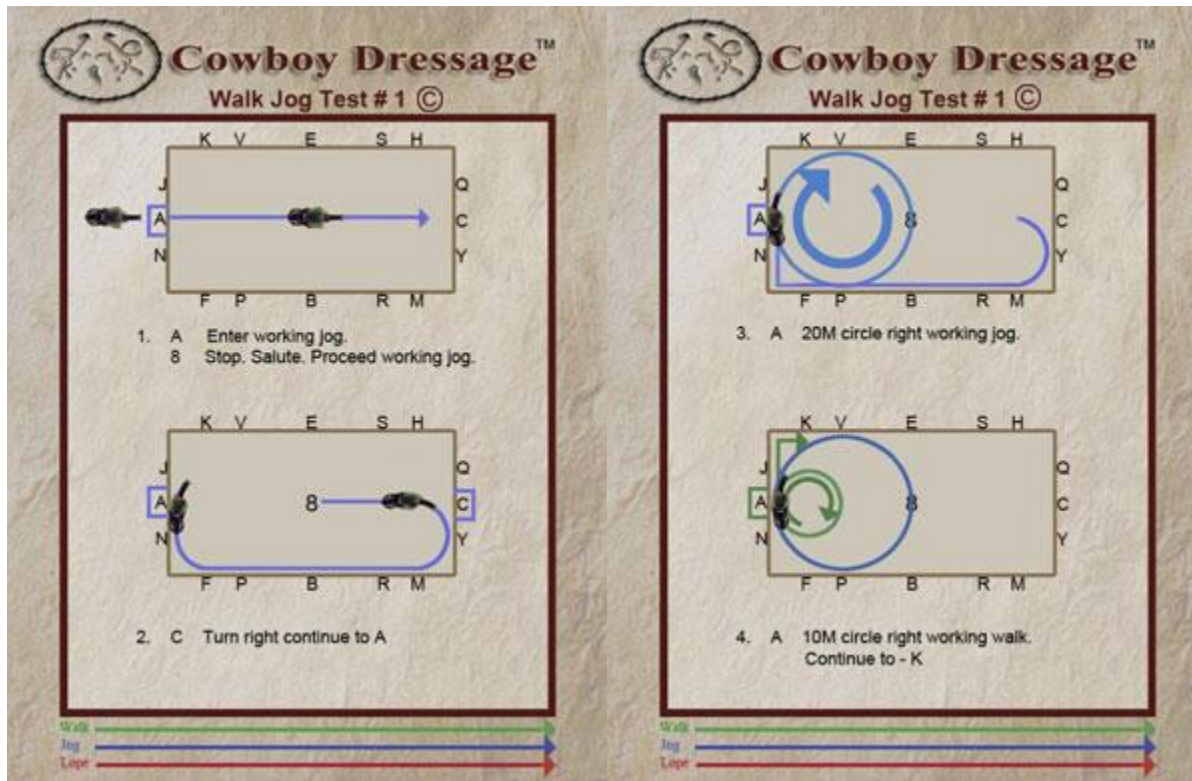 Cowboy Dressage™
Walk Jog Test # 1 ©
K V E S H
J Q
A C
N Y
F P B R M
1. A Enter working jog.
8 Stop. Salute. Proceed working jog.
K V E S H
J Q
A 8 C
N Y
F P B R M
2. C Turn right continue to A
Walk
Jog
Lope
Cowboy Dressage™
Walk Jog Test # 1 ©
K V E S H
J Q
A 8 C
N Y
F P B R M
3. A 20M circle right working jog.
K V E S H
J Q
A 8 C
N Y
F P B R M
4. A 10M circle right working walk.
Continue to - K
Walk
Jog
Lope